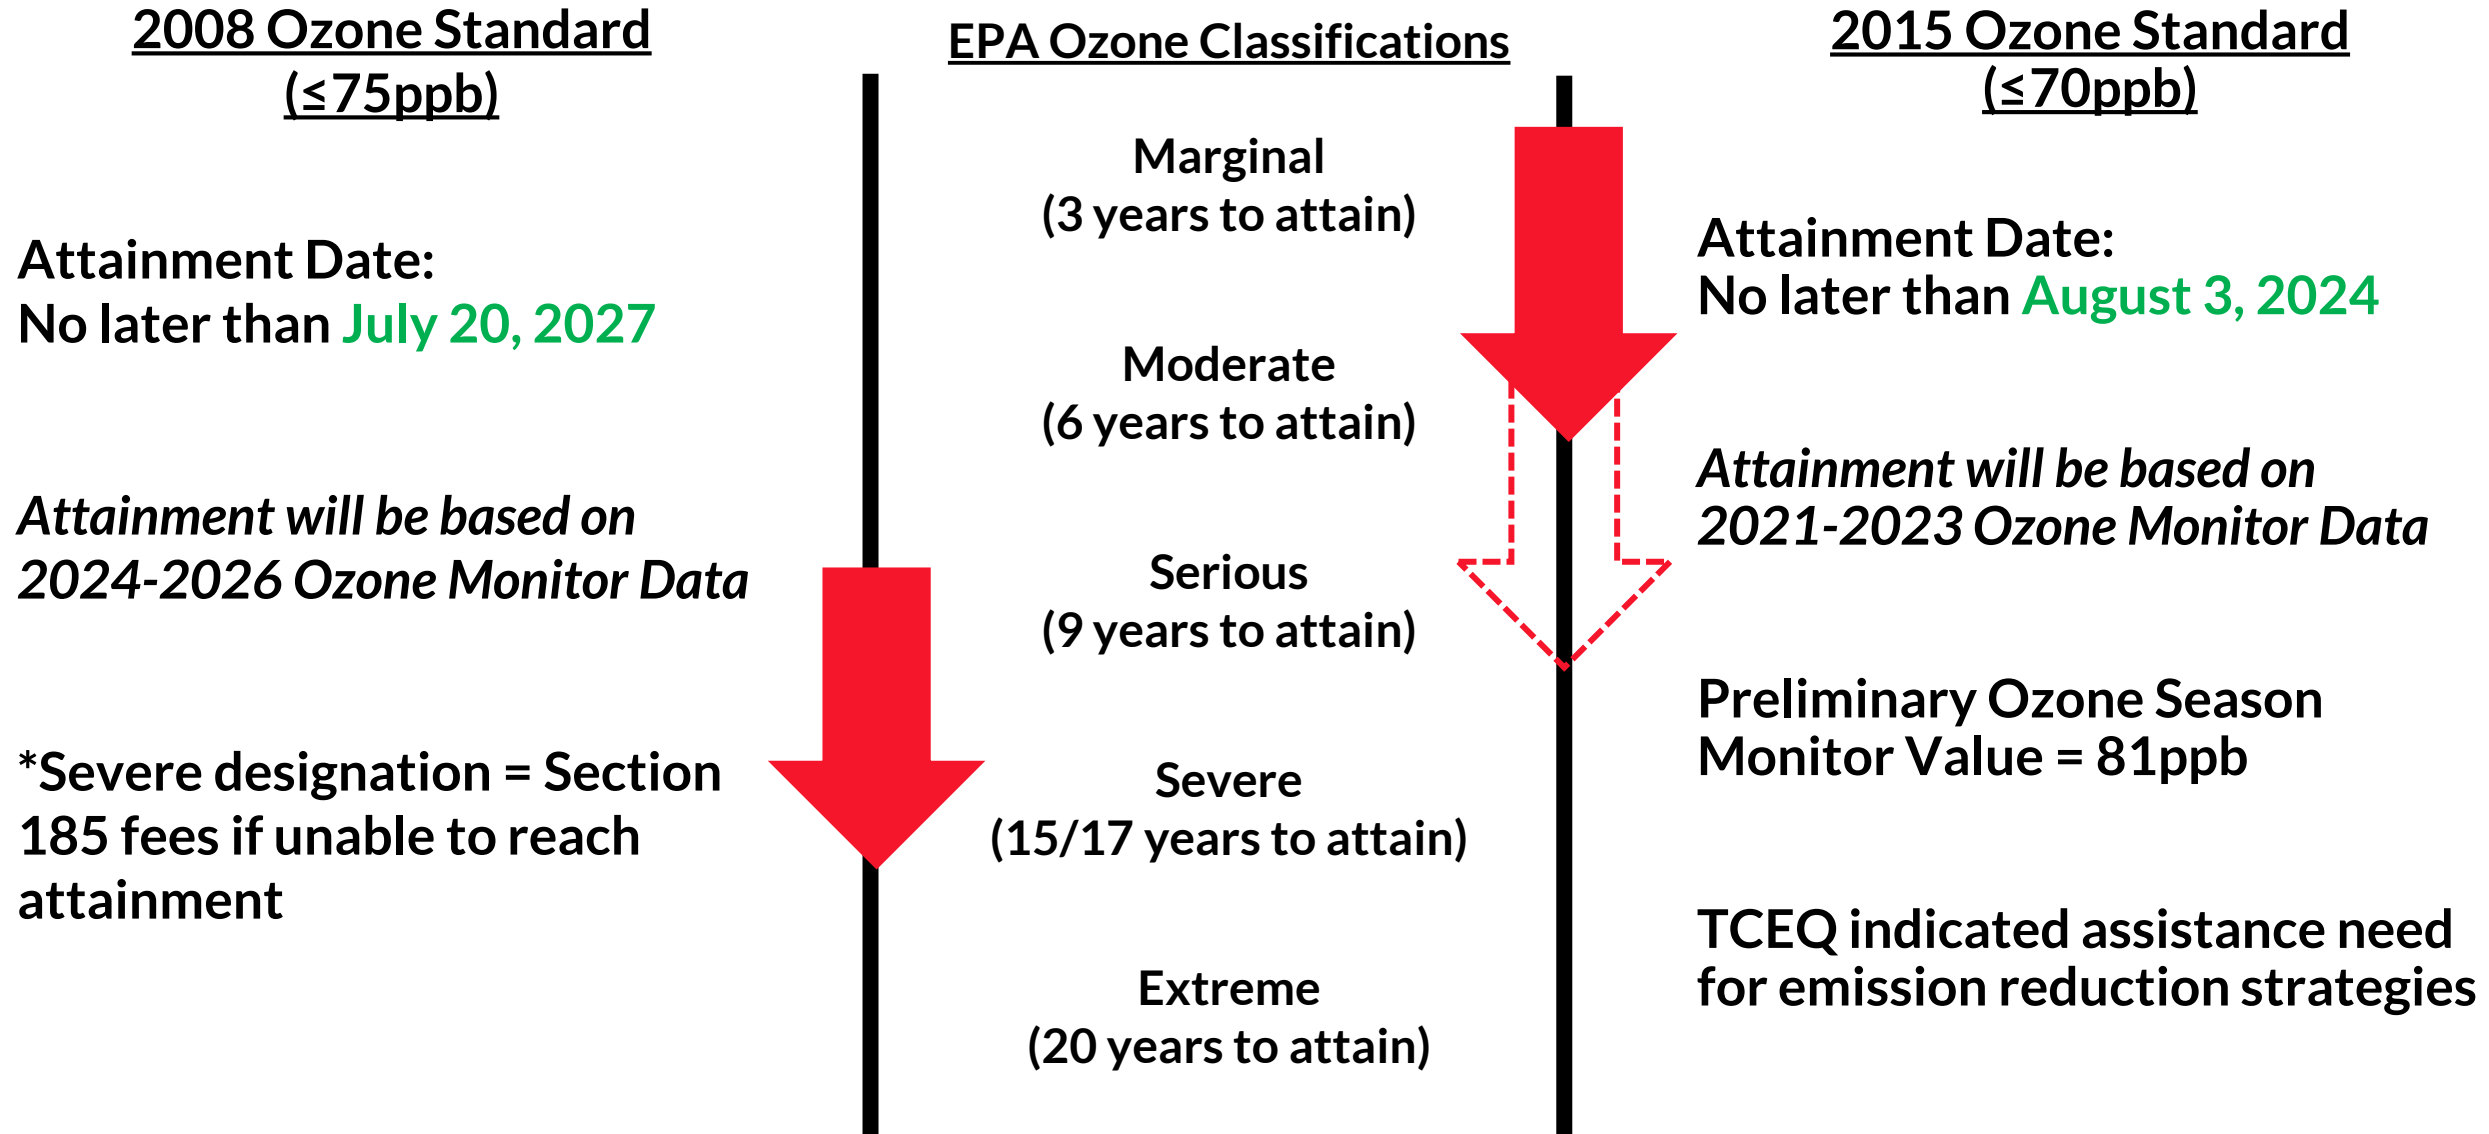 2008 Ozone Standard
(≤75ppb)
Attainment Date:
No later than July 20, 2027
Attainment will be based on
2024-2026 Ozone Monitor Data
*Severe designation = Section
185 fees if unable to reach
attainment
EPA Ozone Classifications
Marginal
(3 years to attain)
Moderate
(6 years to attain)
Serious
(9 years to attain)
Severe
(15/17 years to attain)
Extreme
(20 years to attain)
2015 Ozone Standard
(≤70ppb)
Attainment Date:
No later than August 3, 2024
Attainment will be based on
2021-2023 Ozone Monitor Data
Preliminary Ozone Season
Monitor Value = 81ppb
TCEQ indicated assistance need
for emission reduction strategies